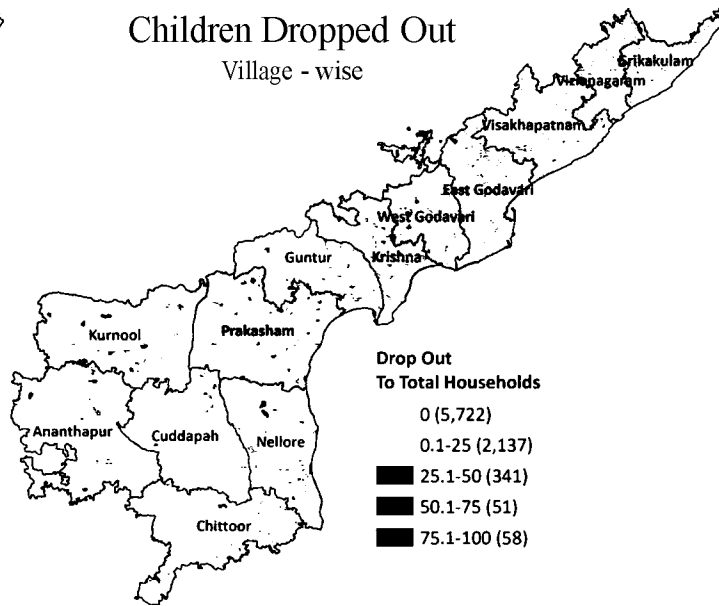 Children Dropped Out
Village - wise
Srikakulam
Vizianagaram
Visakhapatnam
East Godavari
West Godavari
Guntur
Krishna
Kurnool
Prakasham
Drop Out
To Total Households
0 (5,722)
Ananthapur
Cuddapah
Nellore
0.1-25 (2,137)
25.1-50 (341)
50.1-75 (51)
Chittoor
75.1-100 (58)